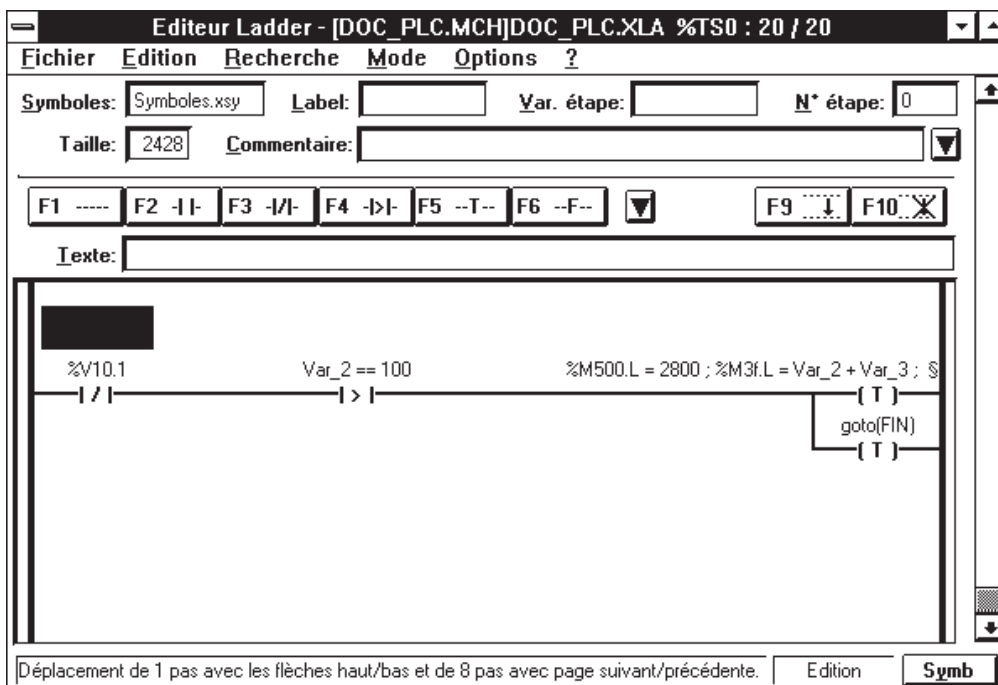 Editeur Ladder - [DOC_PLC.MCH]DOC_PLC.XLA %TS0 : 20 / 20
Fichier Edition Recherche Mode Options ?
Symboles: Symboles.xsy Label: Var. étape: N° étape: 0
Taille: 2428 Commentaire:
F1 ----- F2 -| |- F3 -|/|- F4 -|>|- F5 --T-- F6 --F-- F9 F10
Texte:
%V10.1 Var_2 == 100 %M500.L = 2800 ; %M3f.L = Var_2 + Var_3 ; §
-| / |- -| > |- -( T )-
goto(FIN)
-( T )-
Déplacement de 1 pas avec les flèches haut/bas et de 8 pas avec page suivant/précédente. Edition Symb